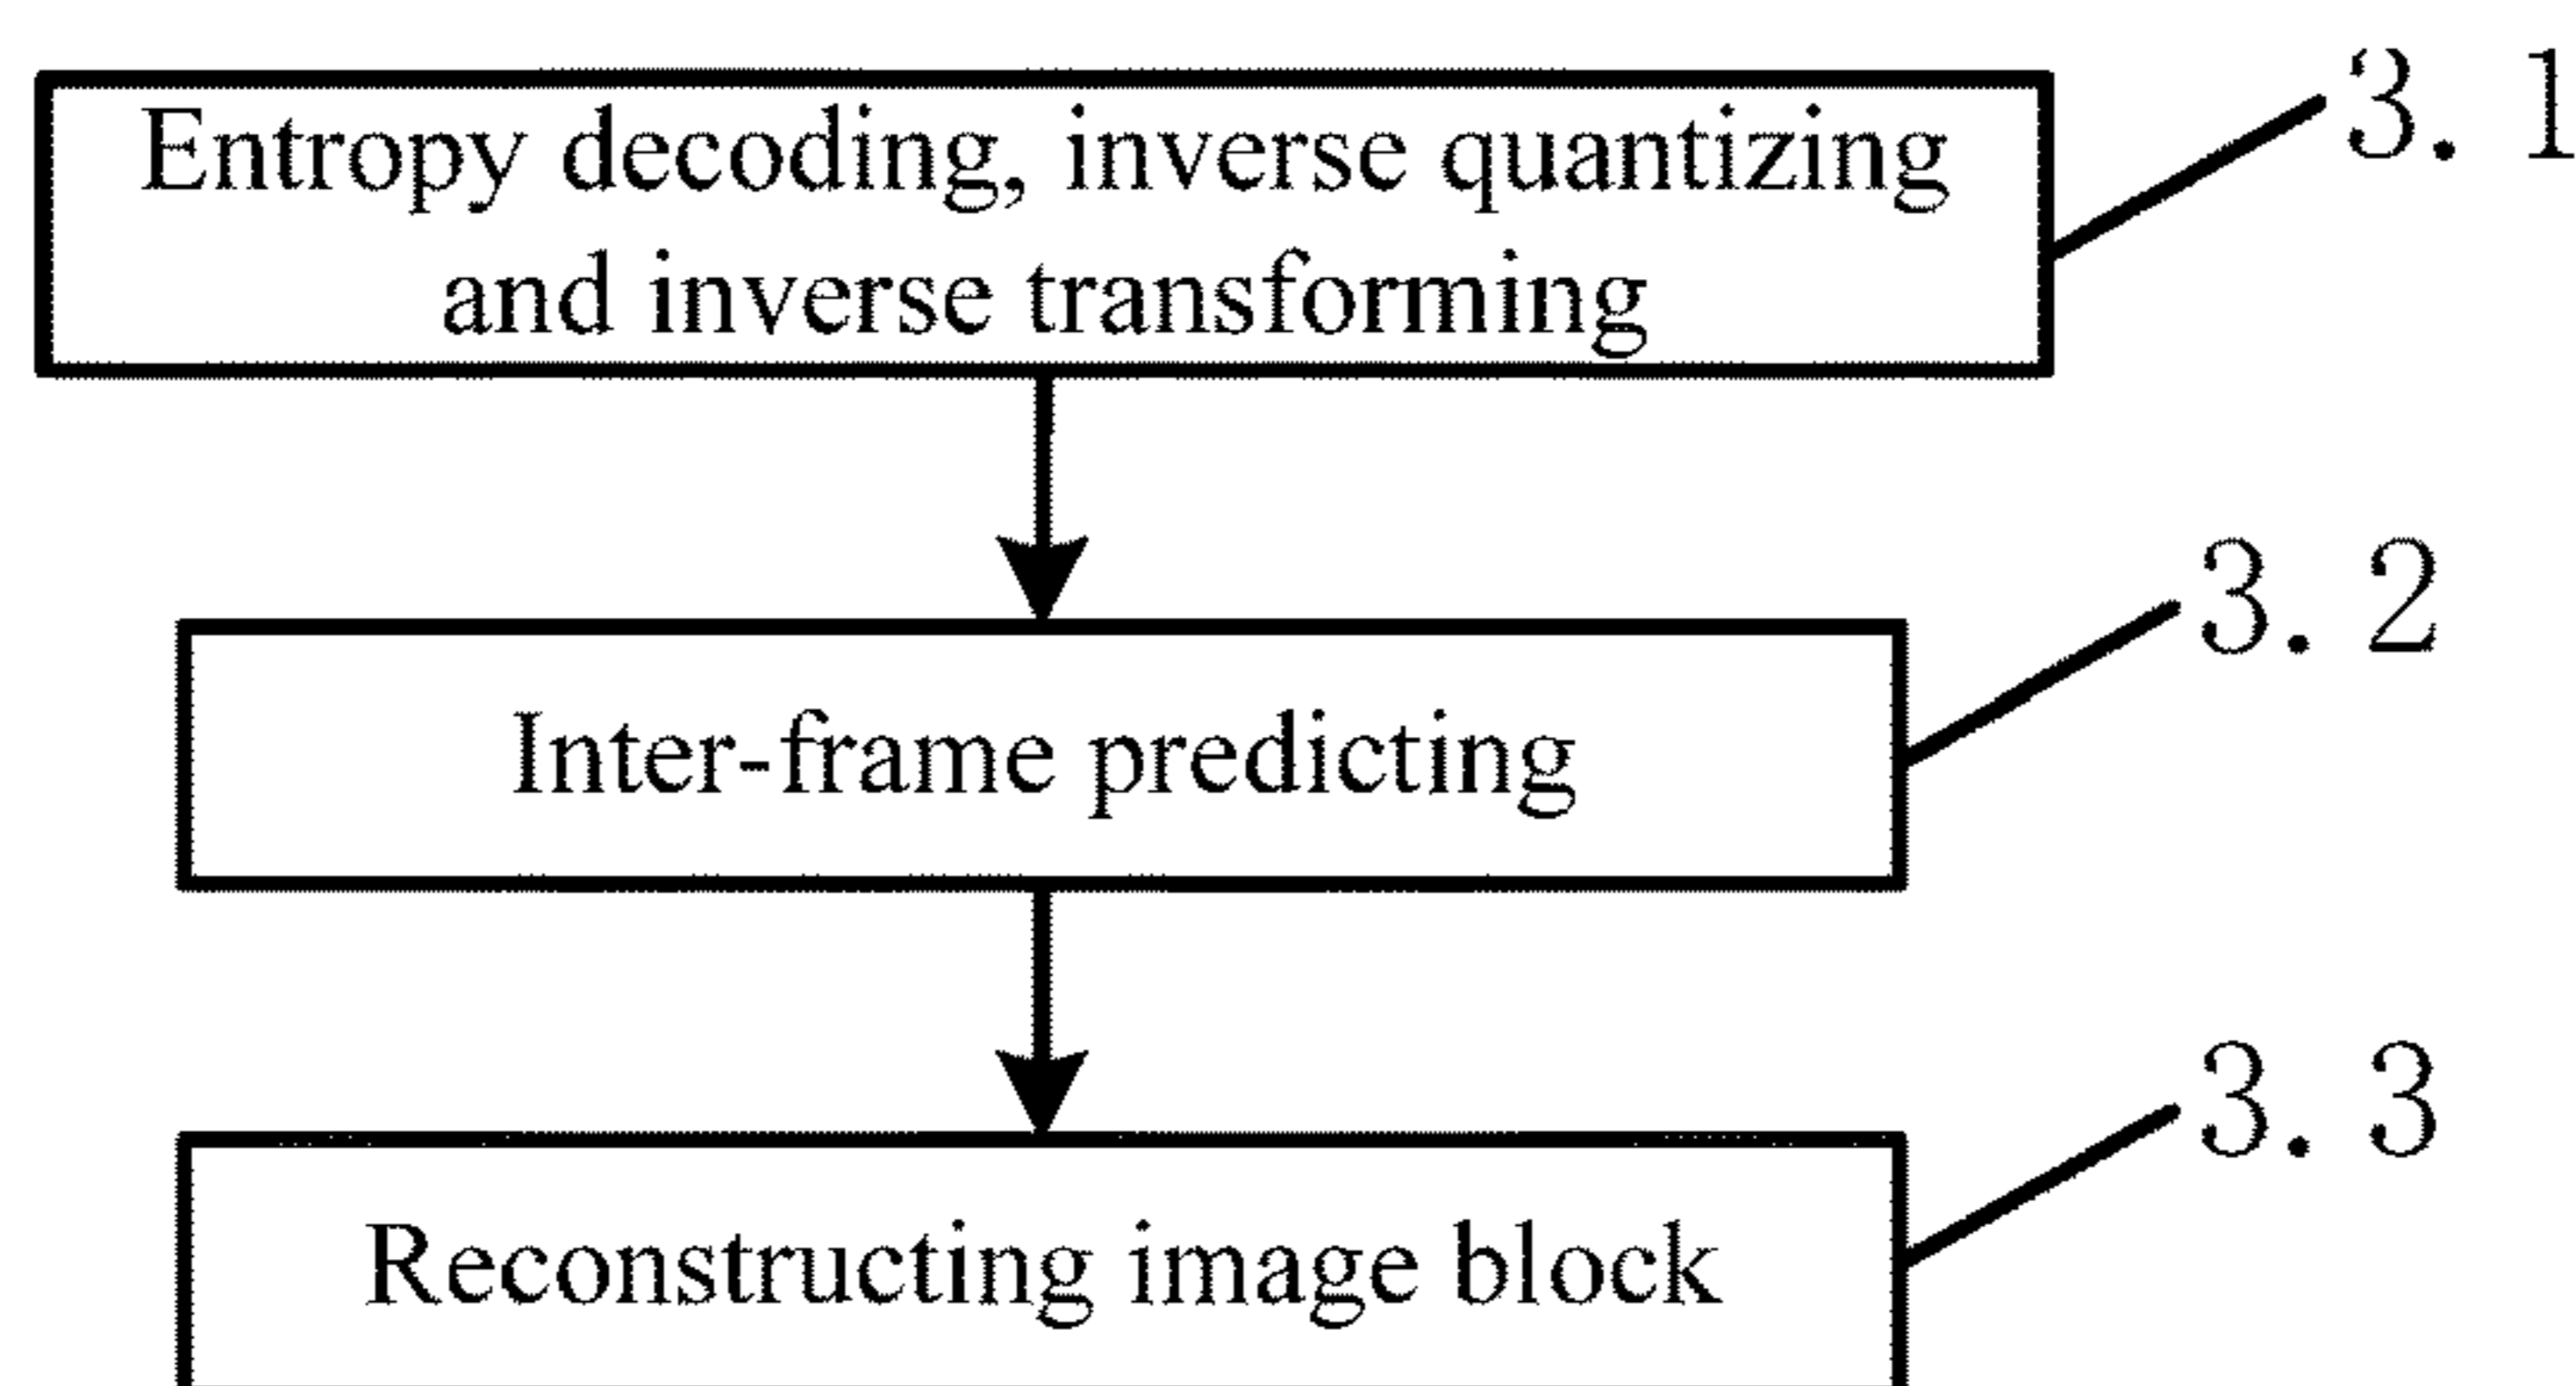 Entropy decoding, inverse quantizing
and inverse transforming
3.1
Inter-frame predicting
3.2
Reconstructing image block
3.3